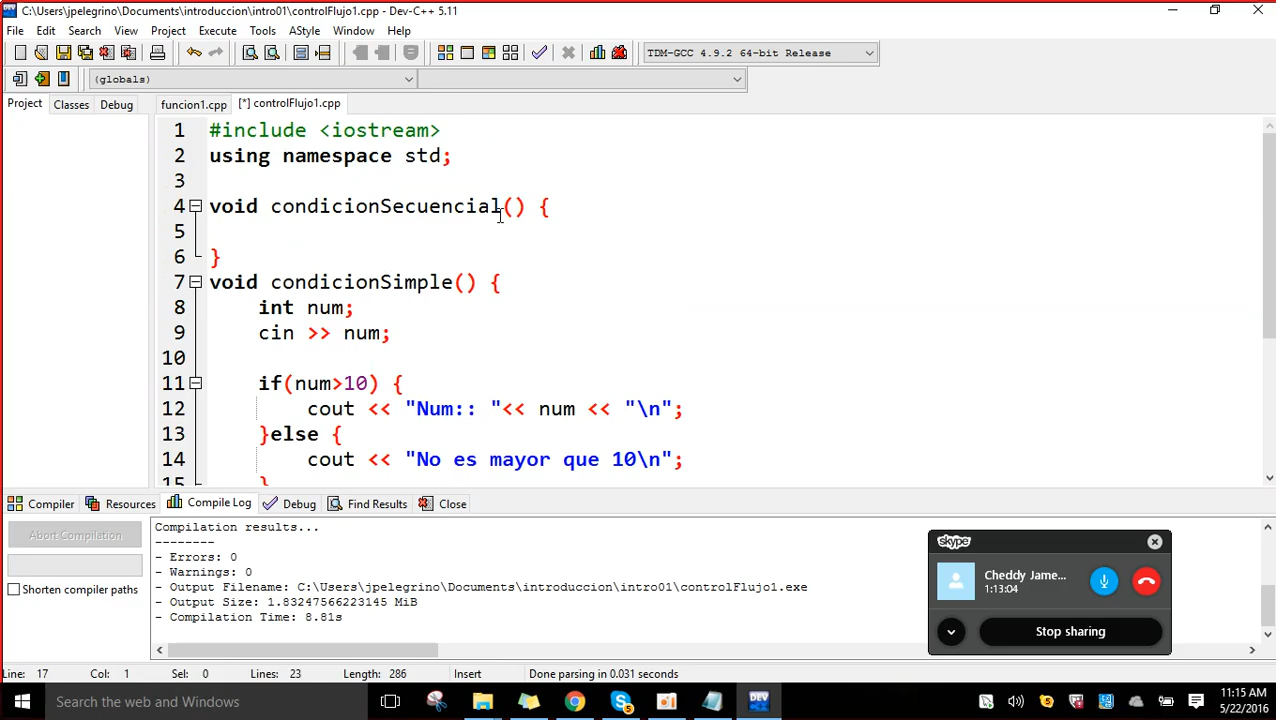 C:\Users\jpelegrino\Documents\introduccion\intro01\controlFlujo1.cpp - Dev-C++ 5.11
File Edit Search View Project Execute Tools AStyle Window Help
TDM-GCC 4.9.2 64-bit Release
(globals)
Project Classes Debug funcion1.cpp [*] controlFlujo1.cpp
1 #include <iostream>
2 using namespace std;
3
4 void condicionSecuencial() {
5
6 }
7 void condicionSimple() {
8 int num;
9 cin >> num;
10
11 if(num>10) {
12 cout << "Num:: "<< num << "\n";
13 }else {
14 cout << "No es mayor que 10\n";
15 }
Compiler Resources Compile Log Debug Find Results Close
Abort Compilation
Shorten compiler paths
Compilation results...
--------
- Errors: 0
- Warnings: 0
- Output Filename: C:\Users\jpelegrino\Documents\introduccion\intro01\controlFlujo1.exe
- Output Size: 1.83247566223145 MiB
- Compilation Time: 8.81s
skype
Cheddy Jame...
1:13:04
Stop sharing
Line: 17 Col: 1 Sel: 0 Lines: 23 Length: 286 Insert Done parsing in 0.031 seconds
Search the web and Windows
DEV
11:15 AM
5/22/2016